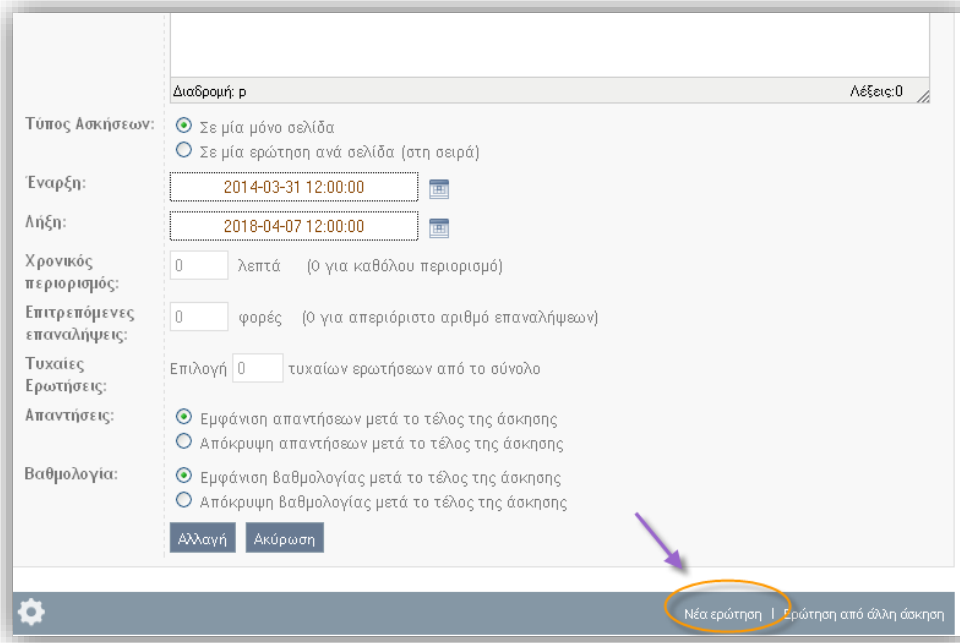 Διαδρομή: p Λέξεις:0
Τύπος Ασκήσεων:
Σε μία μόνο σελίδα
Σε μία ερώτηση ανά σελίδα (στη σειρά)
Έναρξη:
2014-03-31 12:00:00
Λήξη:
2018-04-07 12:00:00
Χρονικός
περιορισμός:
0 λεπτά (0 για καθόλου περιορισμό)
Επιτρεπόμενες
επαναλήψεις:
0 φορές (0 για απεριόριστο αριθμό επαναλήψεων)
Τυχαίες
Ερωτήσεις:
Επιλογή 0 τυχαίων ερωτήσεων από το σύνολο
Απαντήσεις:
Εμφάνιση απαντήσεων μετά το τέλος της άσκησης
Απόκρυψη απαντήσεων μετά το τέλος της άσκησης
Βαθμολογία:
Εμφάνιση βαθμολογίας μετά το τέλος της άσκησης
Απόκρυψη βαθμολογίας μετά το τέλος της άσκησης
Αλλαγή Ακύρωση
Νέα ερώτηση | Ερώτηση από άλλη άσκηση